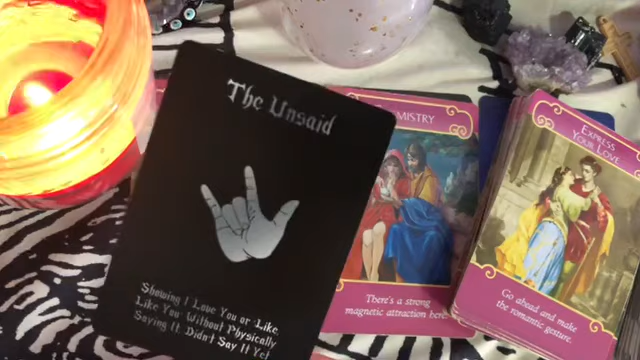 The Unsaid
Showing I Love You or Like
Like You Without Physically
Saying It Didn't Say It Yet
MISTRY
There's a strong
magnetic attraction here.
EXPRESS
YOUR LOVE
Go ahead and make
the romantic gesture.